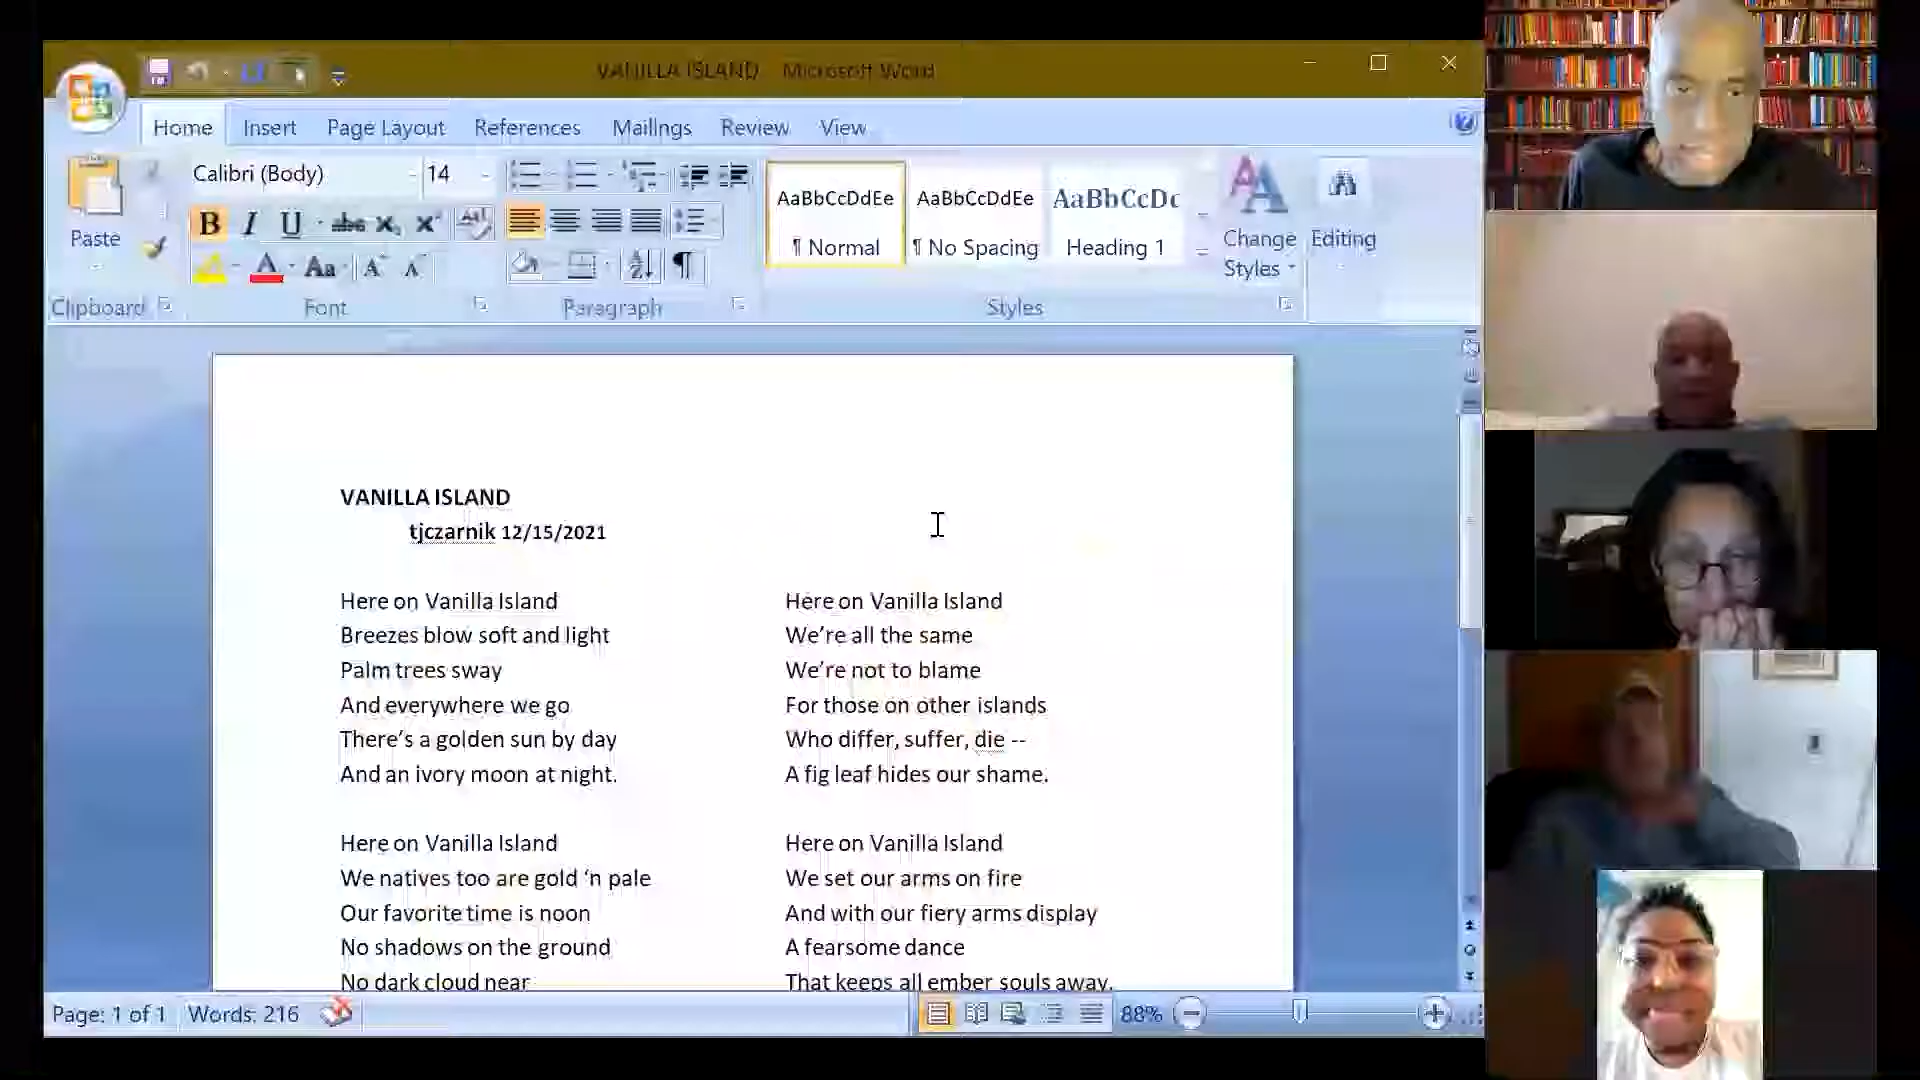 VANILLA ISLAND Microsoft Word
Home Insert Page Layout References Mailings Review View
Calibri (Body) 14
B I U abc X₂ X² Aa A A
Paste
AaBbCcDdEe AaBbCcDdEe AaBbCcDc
¶ Normal ¶ No Spacing Heading 1
Change Styles
Editing
Clipboard Font Paragraph Styles
VANILLA ISLAND
tjczarnik 12/15/2021
Here on Vanilla Island
Breezes blow soft and light
Palm trees sway
And everywhere we go
There’s a golden sun by day
And an ivory moon at night.
Here on Vanilla Island
We natives too are gold ‘n pale
Our favorite time is noon
No shadows on the ground
No dark cloud near
Here on Vanilla Island
We’re all the same
We’re not to blame
For those on other islands
Who differ, suffer, die --
A fig leaf hides our shame.
Here on Vanilla Island
We set our arms on fire
And with our fiery arms display
A fearsome dance
That keeps all ember souls away.
Page: 1 of 1 Words: 216 88%